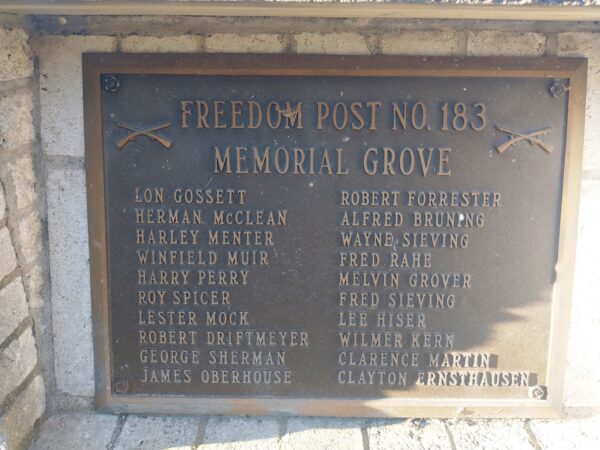 FREEDOM POST NO. 183
MEMORIAL GROVE
LON GOSSETT
HERMAN McCLEAN
HARLEY MENTER
WINFIELD MUIR
HARRY PERRY
ROY SPICER
LESTER MOCK
ROBERT DRIFTMEYER
GEORGE SHERMAN
JAMES OBERHOUSE
ROBERT FORRESTER
ALFRED BRUNING
WAYNE SIEVING
FRED RAHE
MELVIN GROVER
FRED SIEVING
LEE HISER
WILMER KERN
CLARENCE MARTIN
CLAYTON ERNSTHAUSEN